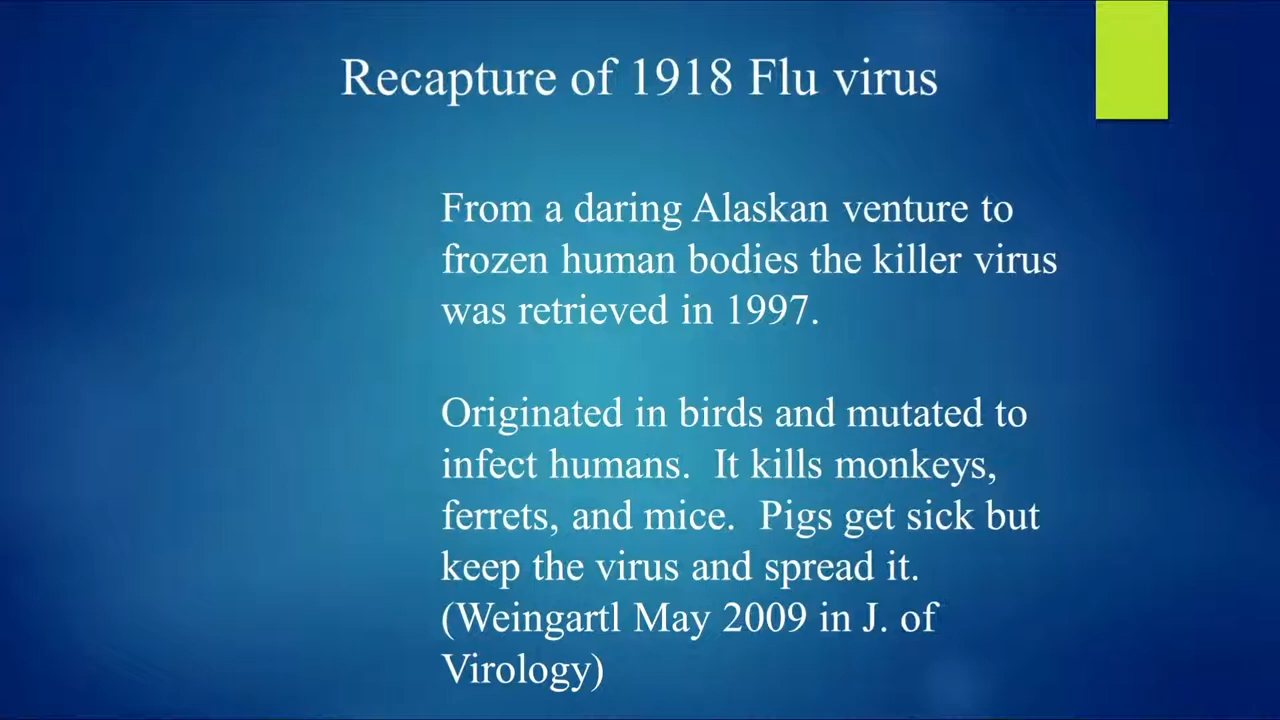 Recapture of 1918 Flu virus
From a daring Alaskan venture to
frozen human bodies the killer virus
was retrieved in 1997.
Originated in birds and mutated to
infect humans.  It kills monkeys,
ferrets, and mice.  Pigs get sick but
keep the virus and spread it.
(Weingartl May 2009 in J. of
Virology)